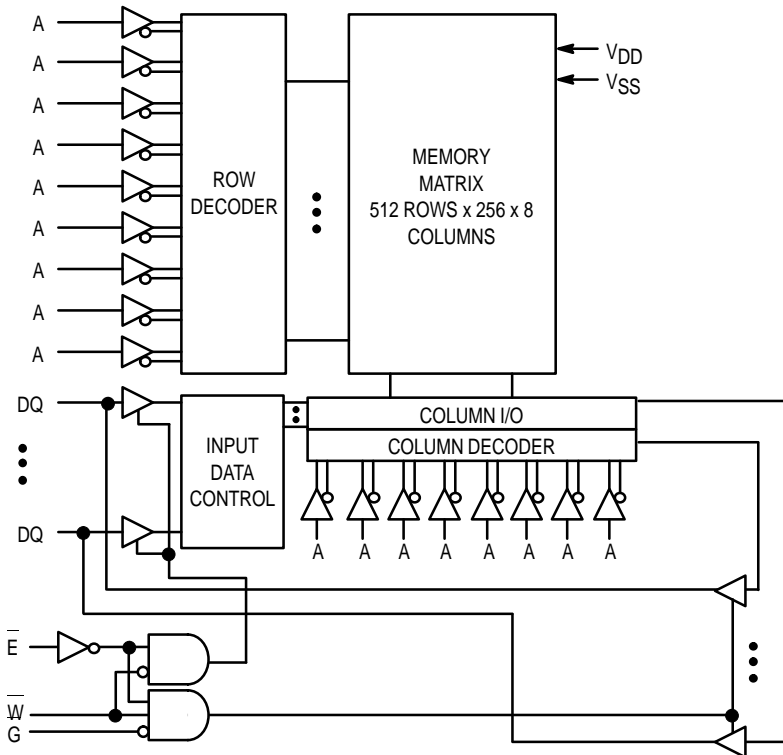 A
A
A
A
A
A
A
A
A
ROW
DECODER
MEMORY
MATRIX
512 ROWS x 256 x 8
COLUMNS
VDD
VSS
DQ
DQ
INPUT
DATA
CONTROL
COLUMN I/O
COLUMN DECODER
A A A A A A A A
E
W
G